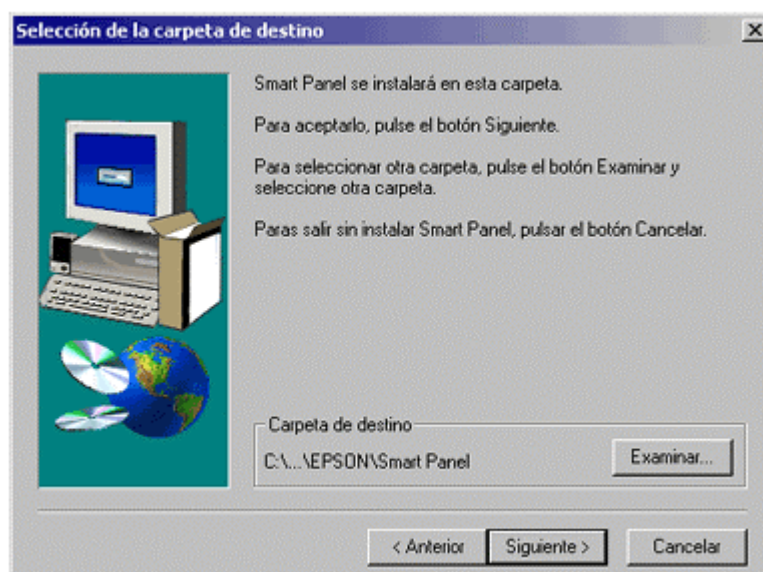 Selección de la carpeta de destino
Smart Panel se instalará en esta carpeta.
Para aceptarlo, pulse el botón Siguiente.
Para seleccionar otra carpeta, pulse el botón Examinar y
seleccione otra carpeta.
Paras salir sin instalar Smart Panel, pulsar el botón Cancelar.
Carpeta de destino
C:\...\EPSON\Smart Panel
Examinar...
< Anterior
Siguiente >
Cancelar